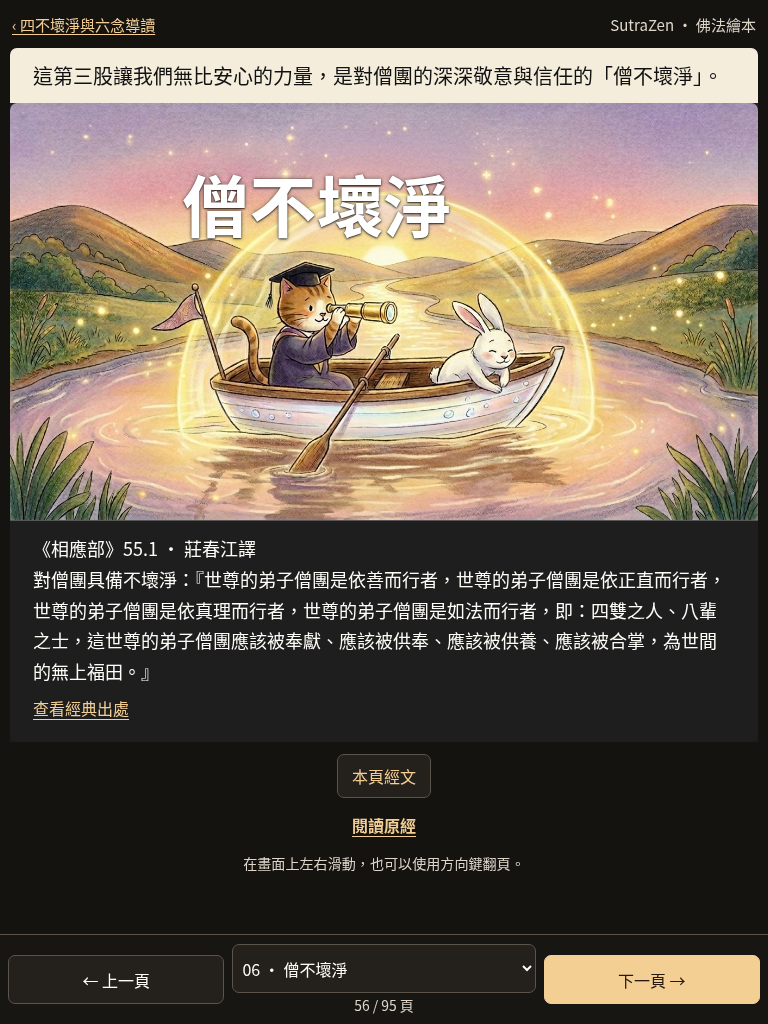 ‹ 四不壞淨與六念導讀
SutraZen · 佛法繪本
這第三股讓我們無比安心的力量，是對僧團的深深敬意與信任的「僧不壞淨」。
僧不壞淨
《相應部》55.1 · 莊春江譯
對僧團具備不壞淨：『世尊的弟子僧團是依善而行者，世尊的弟子僧團是依正直而行者，
世尊的弟子僧團是依真理而行者，世尊的弟子僧團是如法而行者，即：四雙之人、八輩
之士，這世尊的弟子僧團應該被奉獻、應該被供奉、應該被供養、應該被合掌，為世間
的無上福田。』
查看經典出處
本頁經文
閱讀原經
在畫面上左右滑動，也可以使用方向鍵翻頁。
← 上一頁
06 · 僧不壞淨
下一頁 →
56 / 95 頁